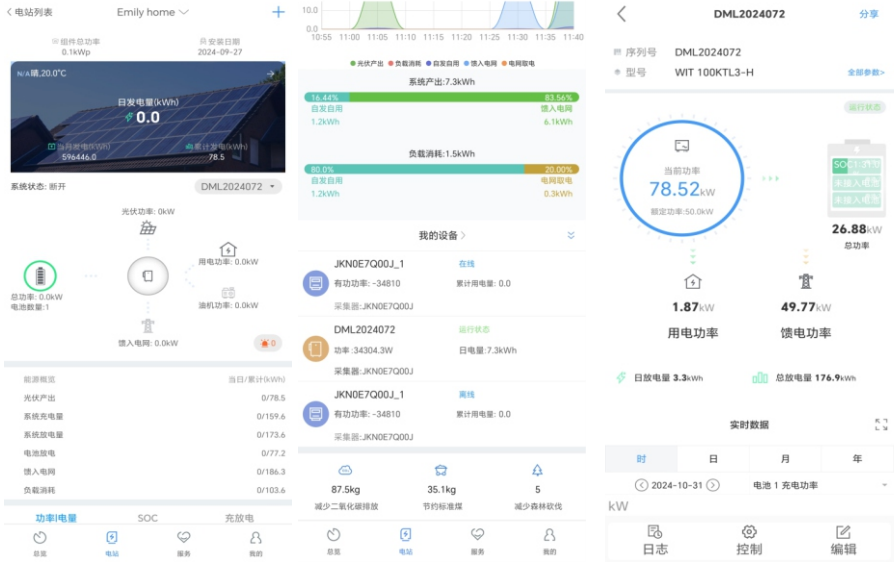 电站列表
Emily home
组件总功率
安装日期
0.1kWp
2024-09-27
N/A晴,20.0°C
日发电量(kWh)
0.0
当月发电(kWh)
累计发电(kWh)
596446.0
78.5
系统状态: 断开
DML2024072
光伏功率: 0kW
用电功率: 0.0kW
总功率: 0.0kW
电池数量:1
油机功率: 0.0kW
馈入电网: 0.0kW
0
能源概览
当日/累计(kWh)
光伏产出
0/78.5
系统充电量
0/159.6
系统放电量
0/173.6
电池放电
0/77.2
馈入电网
0/186.3
负载消耗
0/103.6
功率|电量
SOC
充放电
总览
电站
服务
我的
10.0
0.0
10:55 11:00 11:05 11:10 11:15 11:20 11:25 11:30 11:35 11:40
光伏产出 负载消耗 自发自用 馈入电网 电网取电
系统产出:7.3kWh
16.44%
83.56%
自发自用
馈入电网
1.2kWh
6.1kWh
负载消耗:1.5kWh
80.0%
20.00%
自发自用
电网取电
1.2kWh
0.3kWh
我的设备
JKN0E7Q00J_1
在线
有功功率: -34810
累计用电量: 0.0
采集器:JKN0E7Q00J
DML2024072
运行状态
功率 :34304.3W
日电量:7.3kWh
采集器:JKN0E7Q00J
JKN0E7Q00J_1
离线
有功功率: -34810
累计用电量: 0.0
采集器:JKN0E7Q00J
87.5kg
35.1kg
5
减少二氧化碳排放
节约标准煤
减少森林砍伐
总览
电站
服务
我的
DML2024072
分享
序列号
DML2024072
型号
WIT 100KTL3-H
全部参数>
运行状态
当前功率
78.52kW
额定功率:50.0kW
未接入电池
未接入电池
26.88kW
总功率
1.87kW
用电功率
49.77kW
馈电功率
日放电量 3.3kWh
总放电量 176.9kWh
实时数据
时
日
月
年
2024-10-31
电池 1 充电功率
kW
日志
控制
编辑